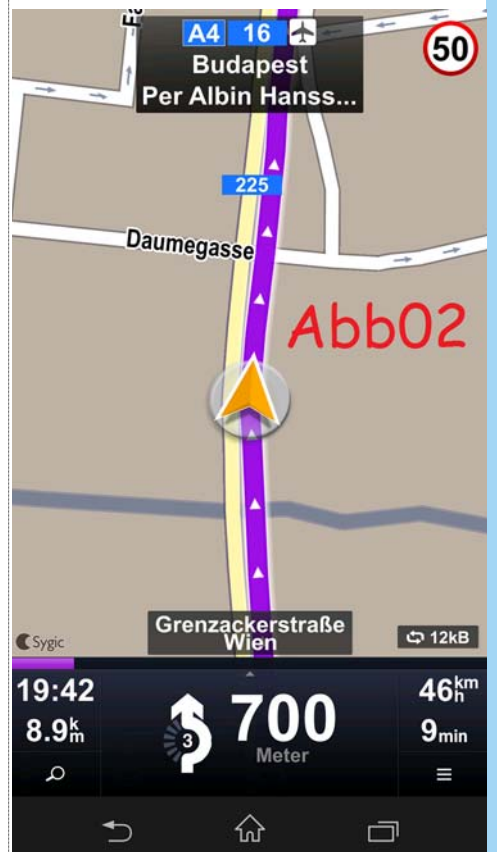 Fa
A4 16
Budapest
Per Albin Hanss...
50
225
Daumegasse
Abb02
Grenzackerstraße
Wien
Sygic
12kB
19:42
8.9km
3
700
Meter
46km/h
9min